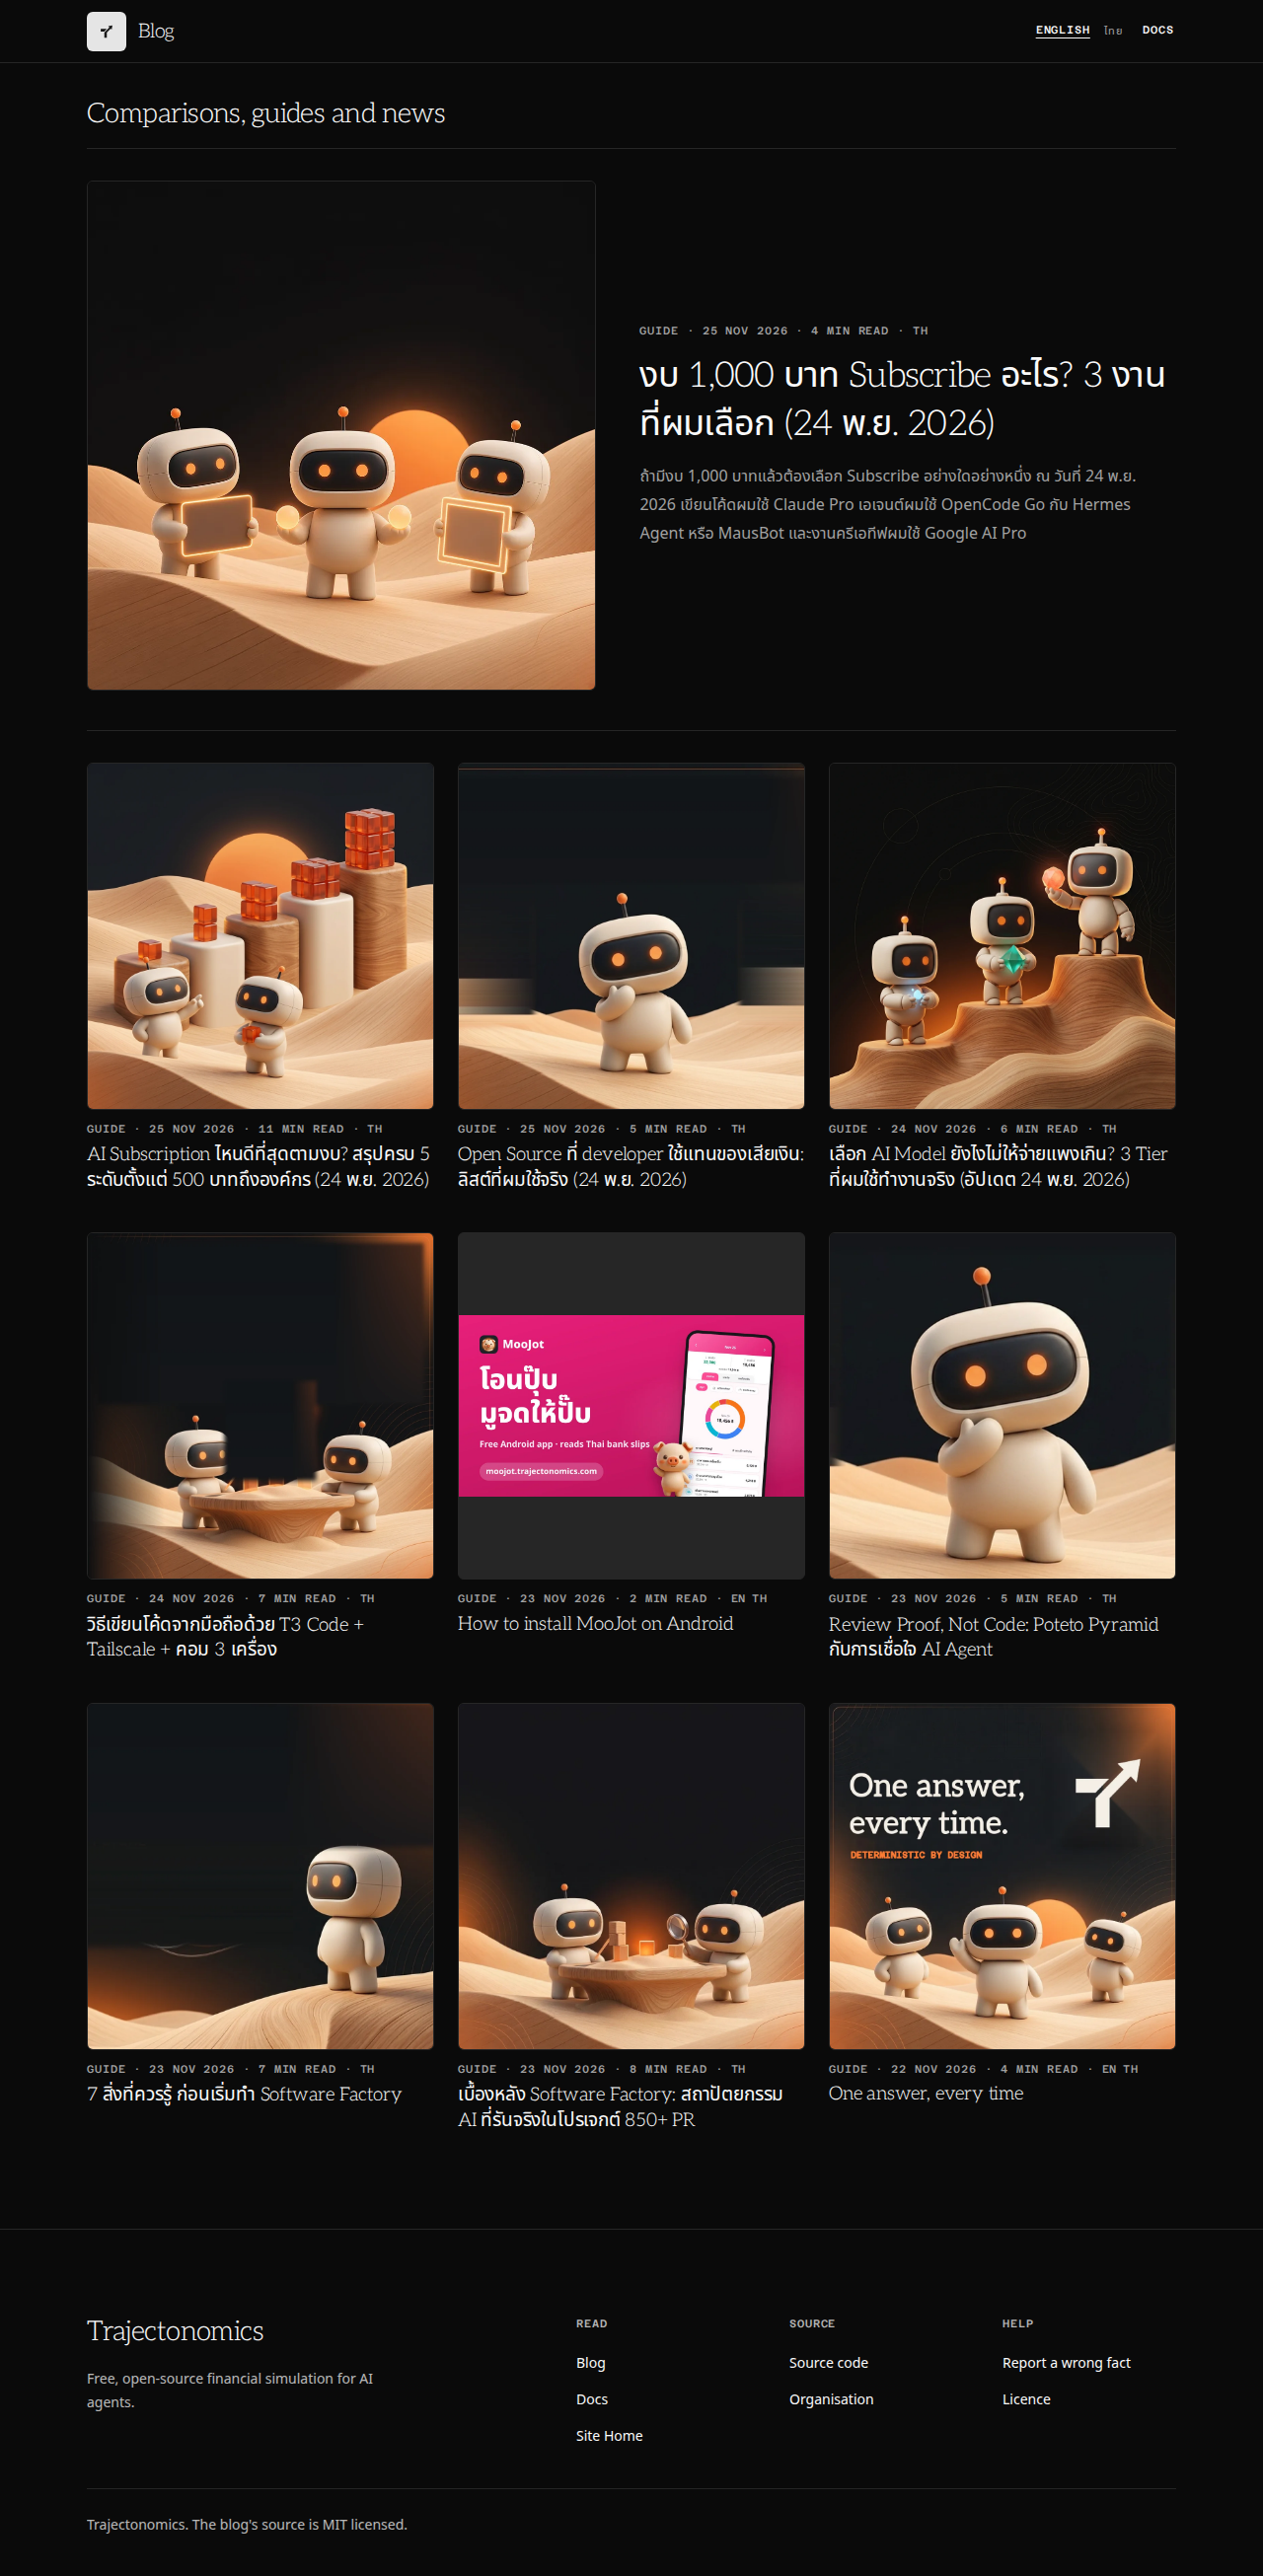 Blog
ENGLISH ไทย DOCS
Comparisons, guides and news
GUIDE · 25 NOV 2026 · 4 MIN READ · TH
งบ 1,000 บาท Subscribe อะไร? 3 งาน
ที่ผมเลือก (24 พ.ย. 2026)
ถ้ามีงบ 1,000 บาทแล้วต้องเลือก Subscribe อย่างใดอย่างหนึ่ง ณ วันที่ 24 พ.ย.
2026 เขียนโค้ดผมใช้ Claude Pro เอเจนต์ผมใช้ OpenCode Go กับ Hermes
Agent หรือ MausBot และงานครีเอทีฟผมใช้ Google AI Pro
GUIDE · 25 NOV 2026 · 11 MIN READ · TH
AI Subscription ไหนดีที่สุดตามงบ? สรุปครบ 5
ระดับตั้งแต่ 500 บาทถึงองค์กร (24 พ.ย. 2026)
GUIDE · 25 NOV 2026 · 5 MIN READ · TH
Open Source ที่ developer ใช้แทนของเสียเงิน:
ลิสต์ที่ผมใช้จริง (24 พ.ย. 2026)
GUIDE · 24 NOV 2026 · 6 MIN READ · TH
เลือก AI Model ยังไงไม่ให้จ่ายแพงเกิน? 3 Tier
ที่ผมใช้ทำงานจริง (อัปเดต 24 พ.ย. 2026)
GUIDE · 24 NOV 2026 · 7 MIN READ · TH
วิธีเขียนโค้ดจากมือถือด้วย T3 Code +
Tailscale + คอม 3 เครื่อง
MooJot
โอนปุ๊บ
มูจดให้ปั๊บ
Free Android app · reads Thai bank slips
moojot.trajectonomics.com
GUIDE · 23 NOV 2026 · 2 MIN READ · EN TH
How to install MooJot on Android
GUIDE · 23 NOV 2026 · 5 MIN READ · TH
Review Proof, Not Code: Poteto Pyramid
กับการเชื่อใจ AI Agent
GUIDE · 23 NOV 2026 · 7 MIN READ · TH
7 สิ่งที่ควรรู้ ก่อนเริ่มทำ Software Factory
GUIDE · 23 NOV 2026 · 8 MIN READ · TH
เบื้องหลัง Software Factory: สถาปัตยกรรม
AI ที่รันจริงในโปรเจกต์ 850+ PR
One answer,
every time.
DETERMINISTIC BY DESIGN
GUIDE · 22 NOV 2026 · 4 MIN READ · EN TH
One answer, every time
Trajectonomics
Free, open-source financial simulation for AI
agents.
READ
Blog
Docs
Site Home
SOURCE
Source code
Organisation
HELP
Report a wrong fact
Licence
Trajectonomics. The blog's source is MIT licensed.